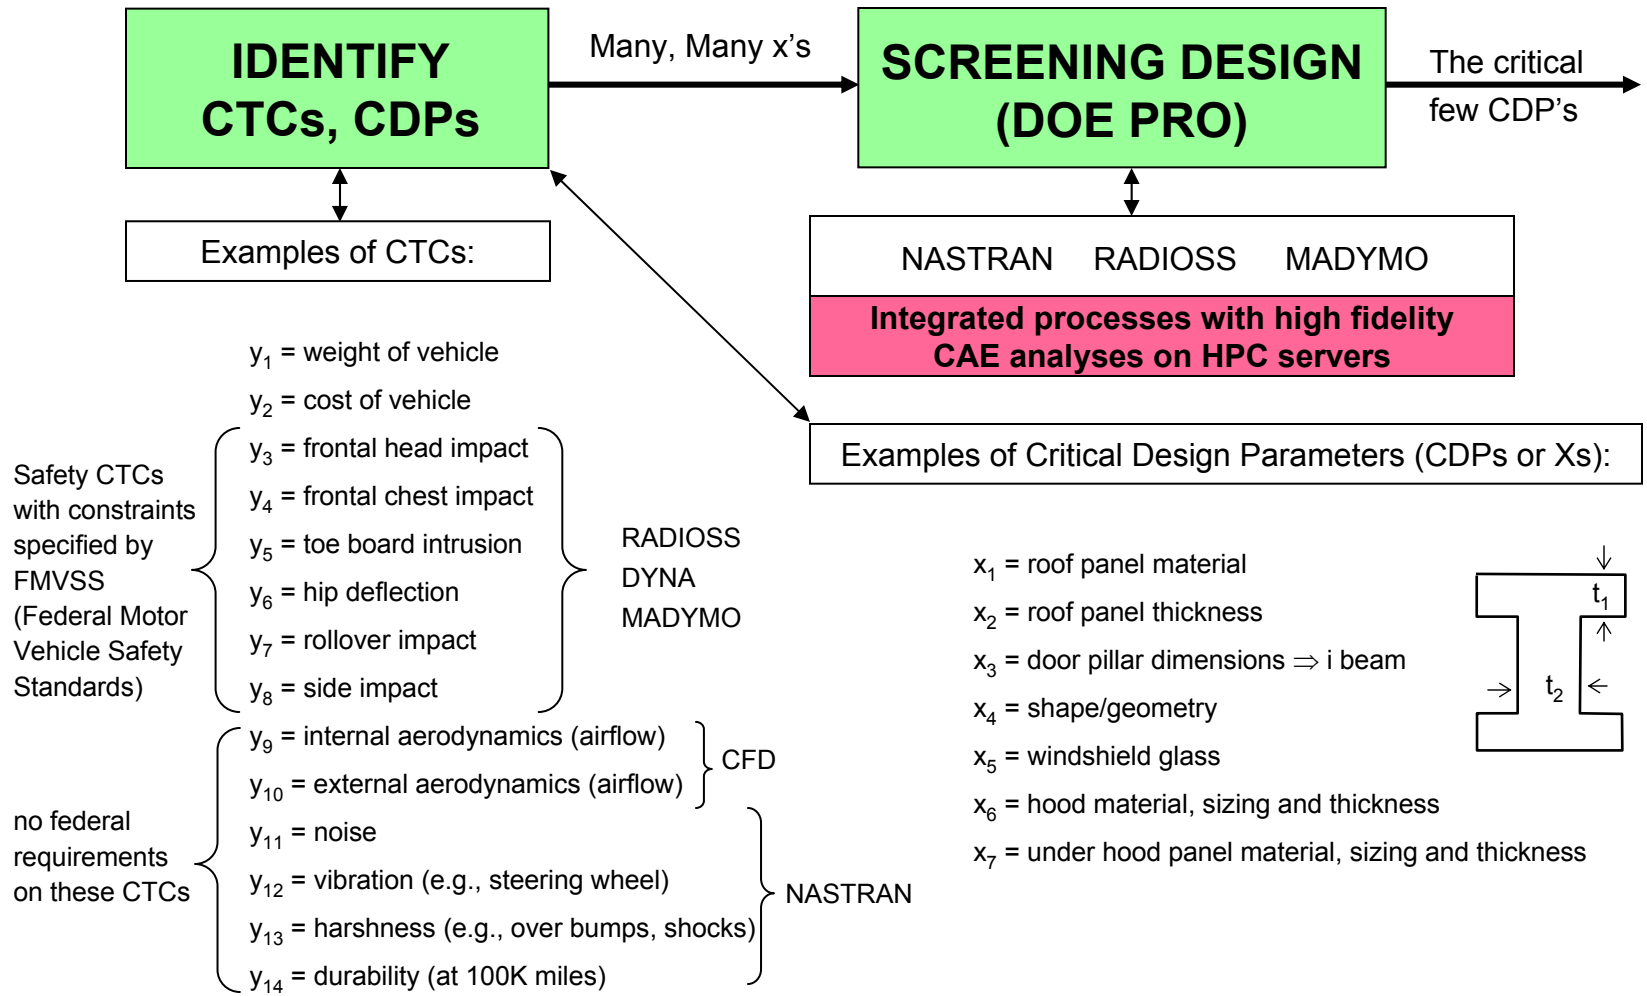 IDENTIFY
CTCs, CDPs
Many, Many x’s
SCREENING DESIGN
(DOE PRO)
The critical
few CDP’s
Examples of CTCs:
NASTRAN RADIOSS MADYMO
Integrated processes with high fidelity
CAE analyses on HPC servers
Examples of Critical Design Parameters (CDPs or Xs):
y1 = weight of vehicle
y2 = cost of vehicle
y3 = frontal head impact
y4 = frontal chest impact
y5 = toe board intrusion
y6 = hip deflection
y7 = rollover impact
y8 = side impact
y9 = internal aerodynamics (airflow)
y10 = external aerodynamics (airflow)
y11 = noise
y12 = vibration (e.g., steering wheel)
y13 = harshness (e.g., over bumps, shocks)
y14 = durability (at 100K miles)
Safety CTCs
with constraints
specified by
FMVSS
(Federal Motor
Vehicle Safety
Standards)
no federal
requirements
on these CTCs
RADIOSS
DYNA
MADYMO
CFD
NASTRAN
x1 = roof panel material
x2 = roof panel thickness
x3 = door pillar dimensions ⇒ i beam
x4 = shape/geometry
x5 = windshield glass
x6 = hood material, sizing and thickness
x7 = under hood panel material, sizing and thickness
t1
t2